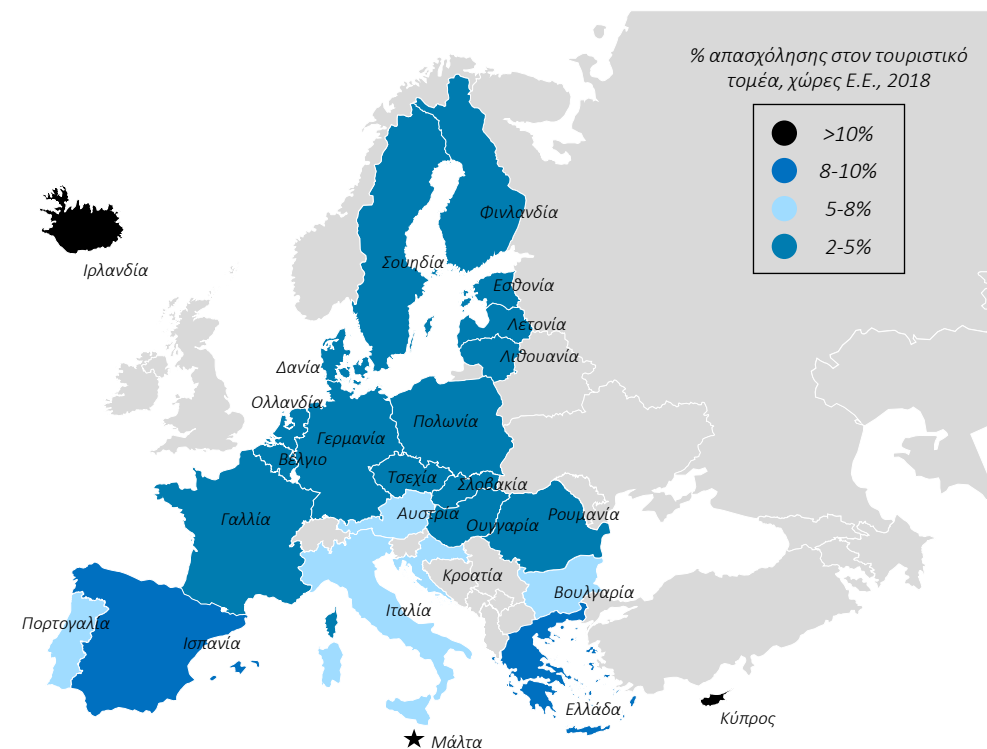 % απασχόλησης στον τουριστικό
τομέα, χώρες Ε.Ε., 2018
>10%
8-10%
5-8%
2-5%
Ιρλανδία
Φινλανδία
Σουηδία
Εσθονία
Λετονία
Λιθουανία
Δανία
Ολλανδία
Πολωνία
Γερμανία
Βέλγιο
Τσεχία
Σλοβακία
Γαλλία
Αυστρία
Ουγγαρία
Ρουμανία
Κροατία
Βουλγαρία
Ιταλία
Πορτογαλία
Ισπανία
Ελλάδα
Κύπρος
Μάλτα